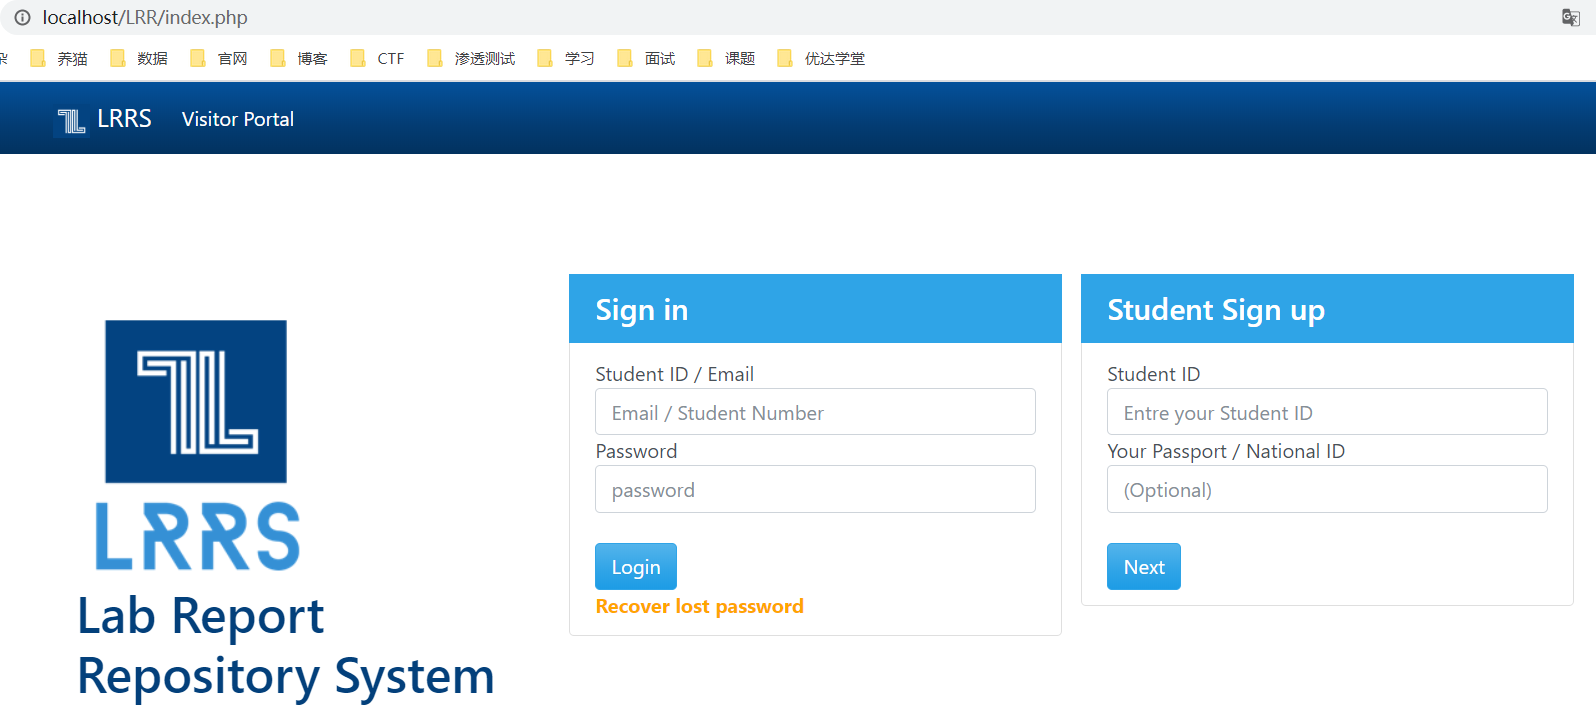 localhost/LRR/index.php
养猫 数据 官网 博客 CTF 渗透测试 学习 面试 课题 优达学堂
LRRS Visitor Portal
LRRS
Lab Report
Repository System
Sign in
Student ID / Email
Email / Student Number
Password
password
Login
Recover lost password
Student Sign up
Student ID
Entre your Student ID
Your Passport / National ID
(Optional)
Next